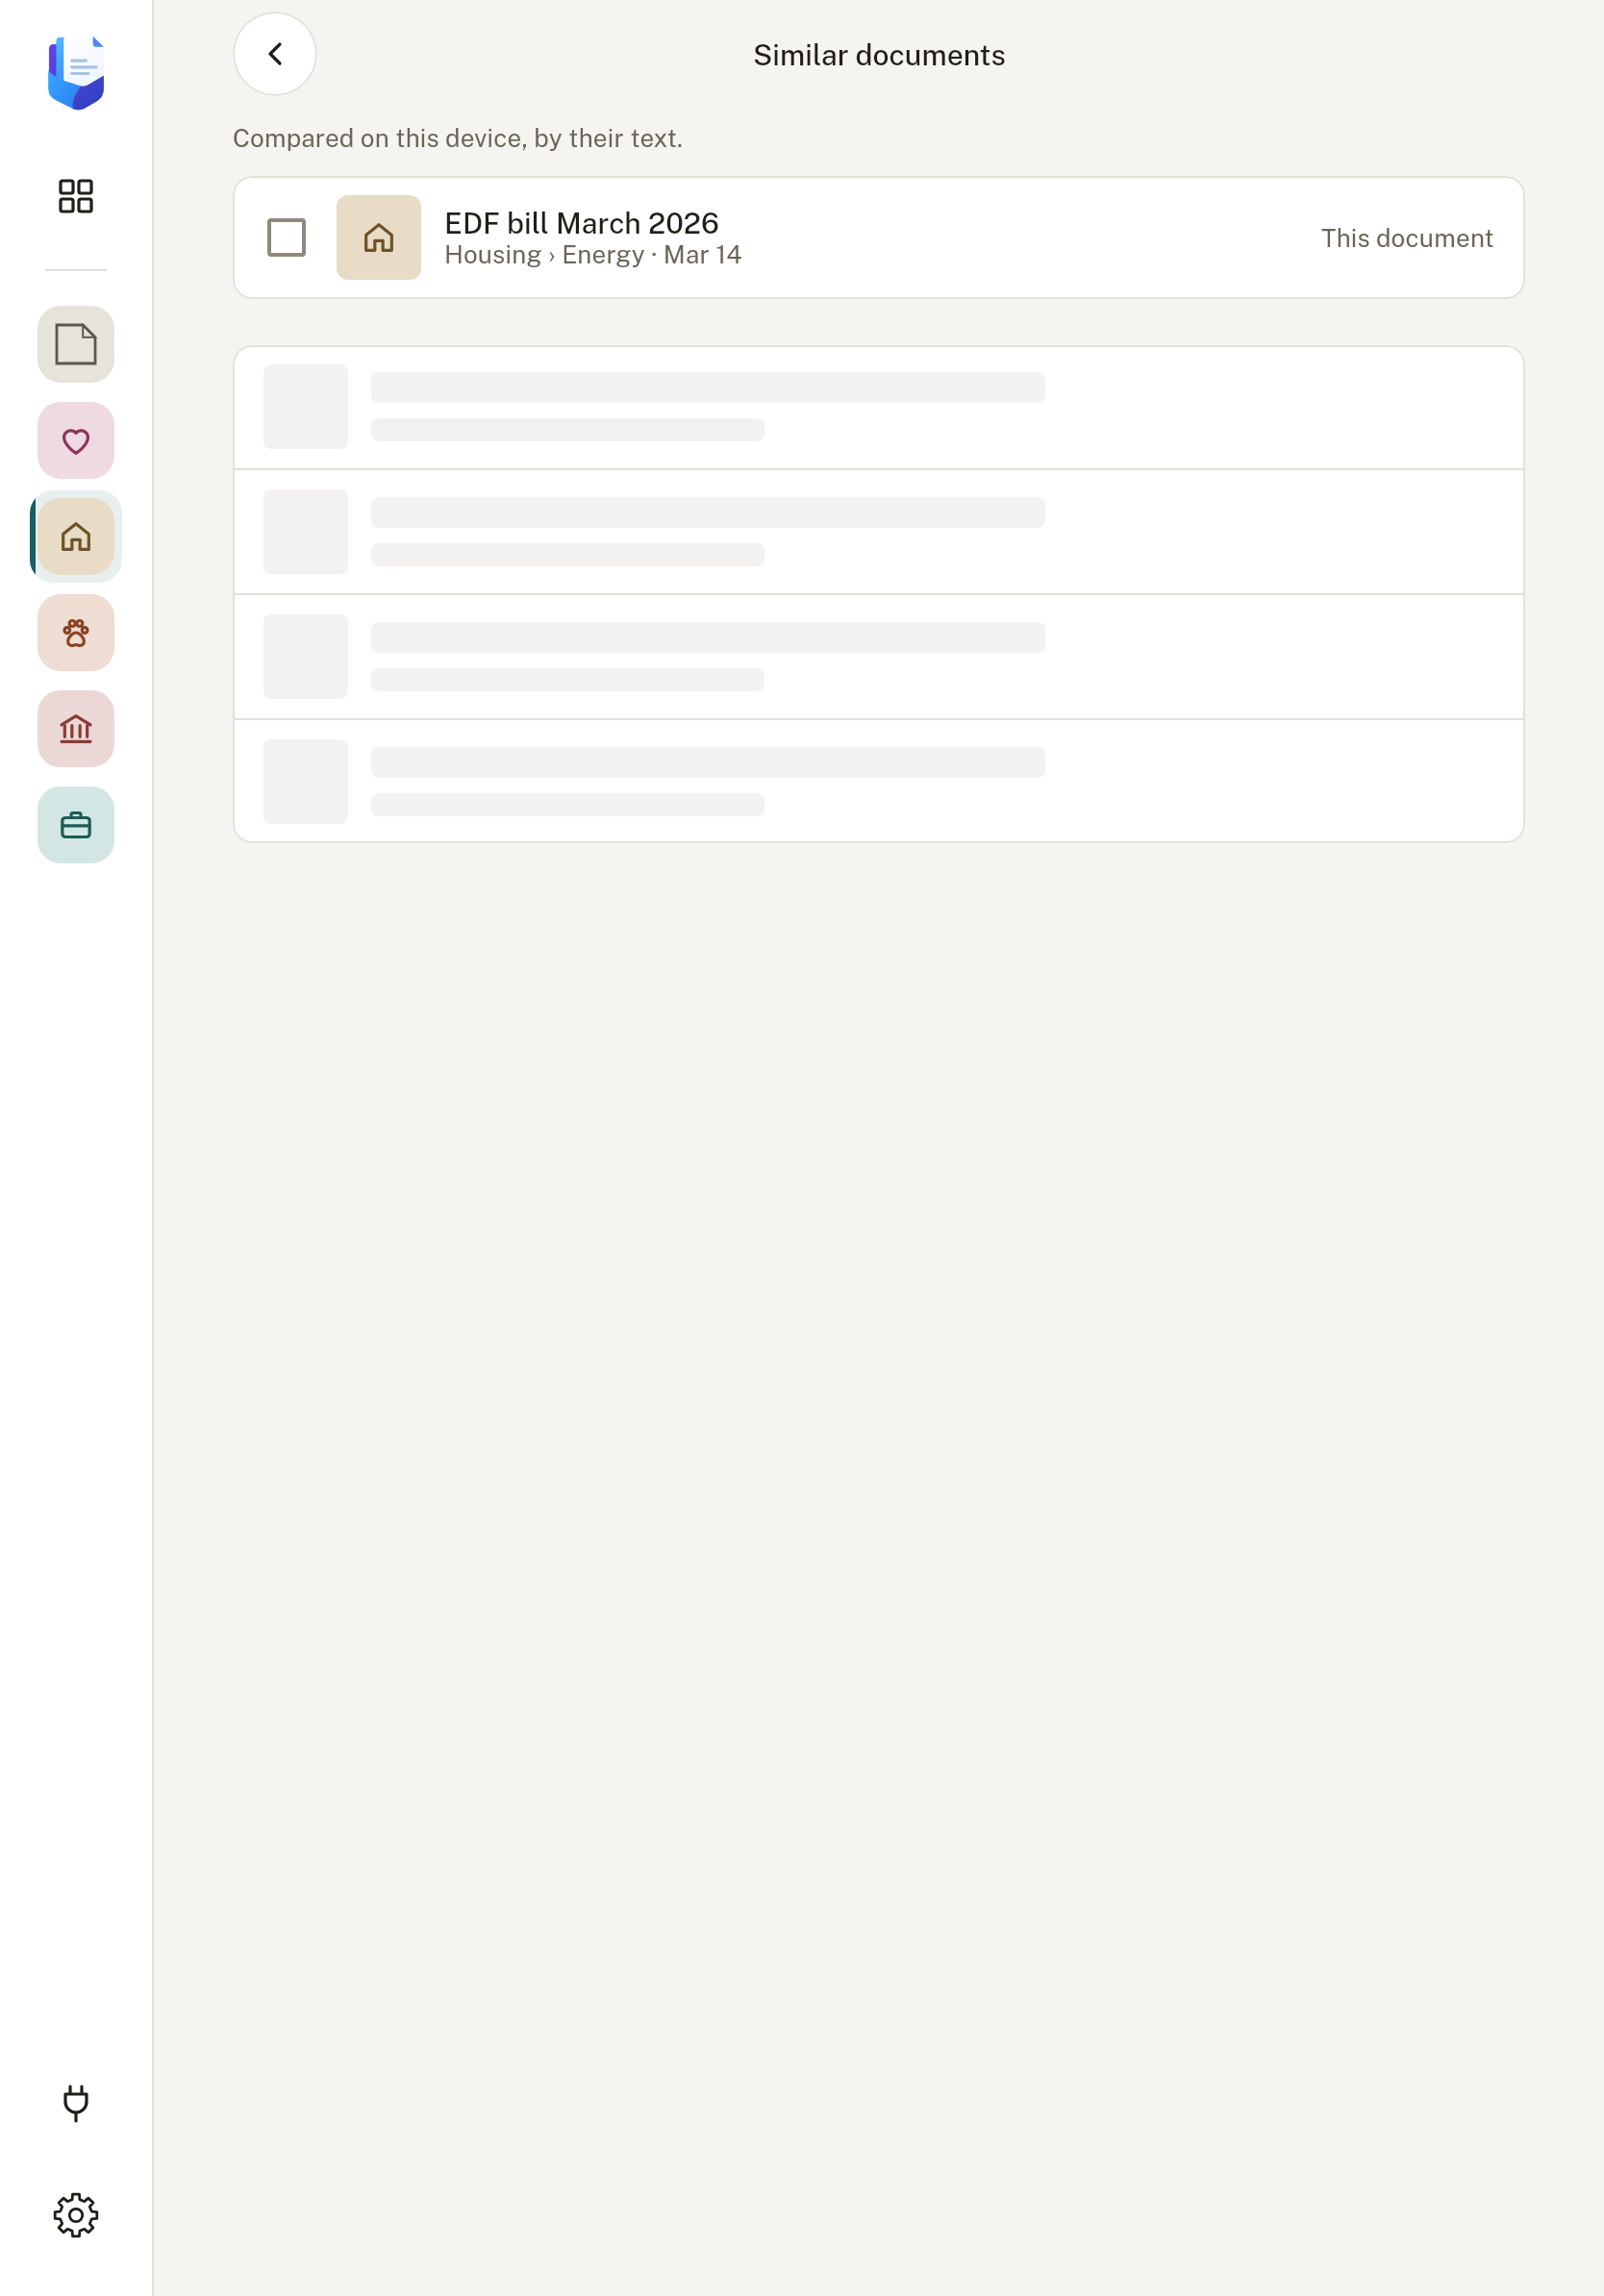 Similar documents
Compared on this device, by their text.
EDF bill March 2026
Housing › Energy · Mar 14
This document